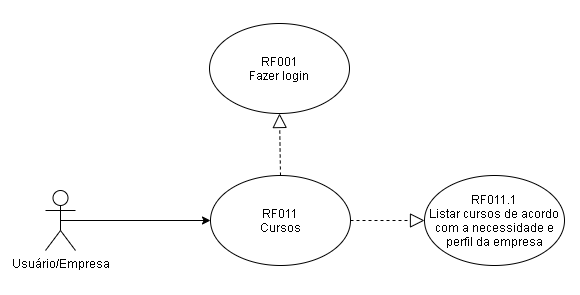 RF001
Fazer login
RF011
Cursos
RF011.1
Listar cursos de acordo
com a necessidade e
perfil da empresa
Usuário/Empresa